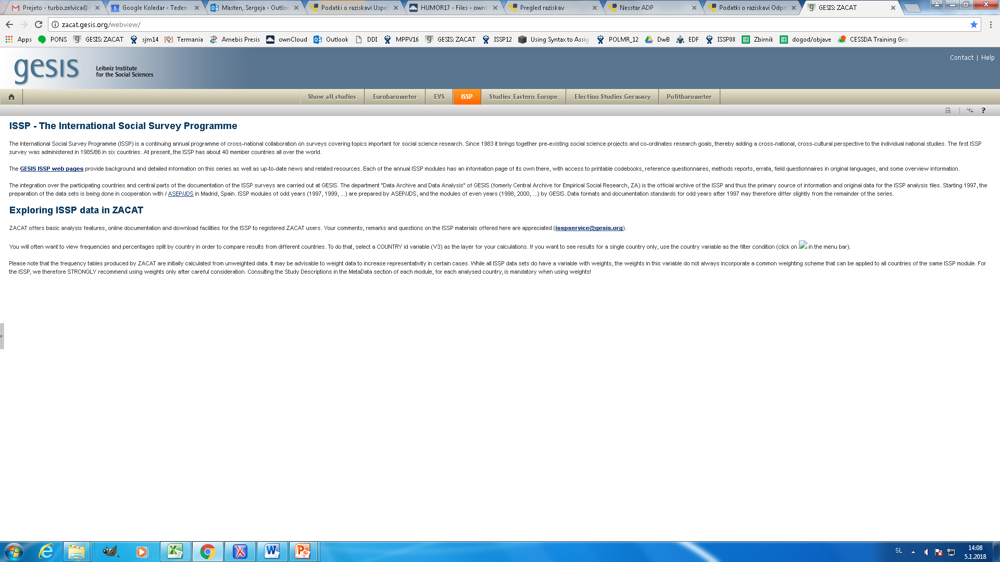 Prejeto - turbo.zelvica@
Google Koledar - Teden
Masten, Sergeja - Outloo
Podatki o raziskavi Uspe
HUMOR17 - Files - ownC
Pregled raziskav
Nesstar ADP
Podatki o raziskavi Odpr
GESIS: ZACAT
zacat.gesis.org/webview/
Apps PONS GESIS: ZACAT sjm14 Termania Amebis Presis ownCloud Outlook DDI MPPV16 GESIS: ZACAT ISSP12 Using Syntax to Assig POLMR_12 DwB EDF ISSP08 Zbirnik dogod/objave CESSDA Training Gro
Contact | Help
gesis
Leibniz Institute
for the Social Sciences
Show all studies Eurobarometer EVS ISSP Studies Eastern Europe Election Studies Germany Politbarometer
?
ISSP - The International Social Survey Programme
The International Social Survey Programme (ISSP) is a continuing annual programme of cross-national collaboration on surveys covering topics important for social science research. Since 1983 it brings together pre-existing social science projects and co-ordinates research goals, thereby adding a cross-national, cross-cultural perspective to the individual national studies. The first ISSP
survey was administered in 1985/86 in six countries. At present, the ISSP has about 40 member countries all over the world.
The GESIS ISSP web pages provide background and detailed information on this series as well as up-to-date news and related resources. Each of the annual ISSP modules has an information page of its own there, with access to printable codebooks, reference questionnaires, methods reports, errata, field questionnaires in original languages, and some overview information.
The integration over the participating countries and central parts of the documentation of the ISSP surveys are carried out at GESIS. The department "Data Archive and Data Analysis" of GESIS (fomerly Central Archive for Empirical Social Research, ZA) is the official archive of the ISSP and thus the primary source of information and original data for the ISSP analysis files. Starting 1997, the
preparation of the data sets is being done in cooperation with / ASEP/JDS in Madrid, Spain. ISSP modules of odd years (1997, 1999, ...) are prepared by ASEP/JDS, and the modules of even years (1998, 2000, ...) by GESIS. Data formats and documentation standards for odd years after 1997 may therefore differ slightly from the remainder of the series.
Exploring ISSP data in ZACAT
ZACAT offers basic analysis features, online documentation and download facilities for the ISSP to registered ZACAT users. Your comments, remarks and questions on the ISSP materials offered here are appreciated (isspservice@gesis.org).
You will often want to view frequencies and percentages split by country in order to compare results from different countries. To do that, select a COUNTRY id variable (V3) as the layer for your calculations. If you want to see results for a single country only, use the country variable as the filter condition (click on in the menu bar).
Please note that the frequency tables produced by ZACAT are initially calculated from unweighted data. It may be advisable to weight data to increase representativity in certain cases. While all ISSP data sets do have a variable with weights, the weights in this variable do not always incorporate a common weighting scheme that can be applied to all countries of the same ISSP module. For
the ISSP, we therefore STRONGLY recommend using weights only after careful consideration. Consulting the Study Descriptions in the MetaData section of each module, for each analysed country, is mandatory when using weights!
SL
14:08
5.1.2018